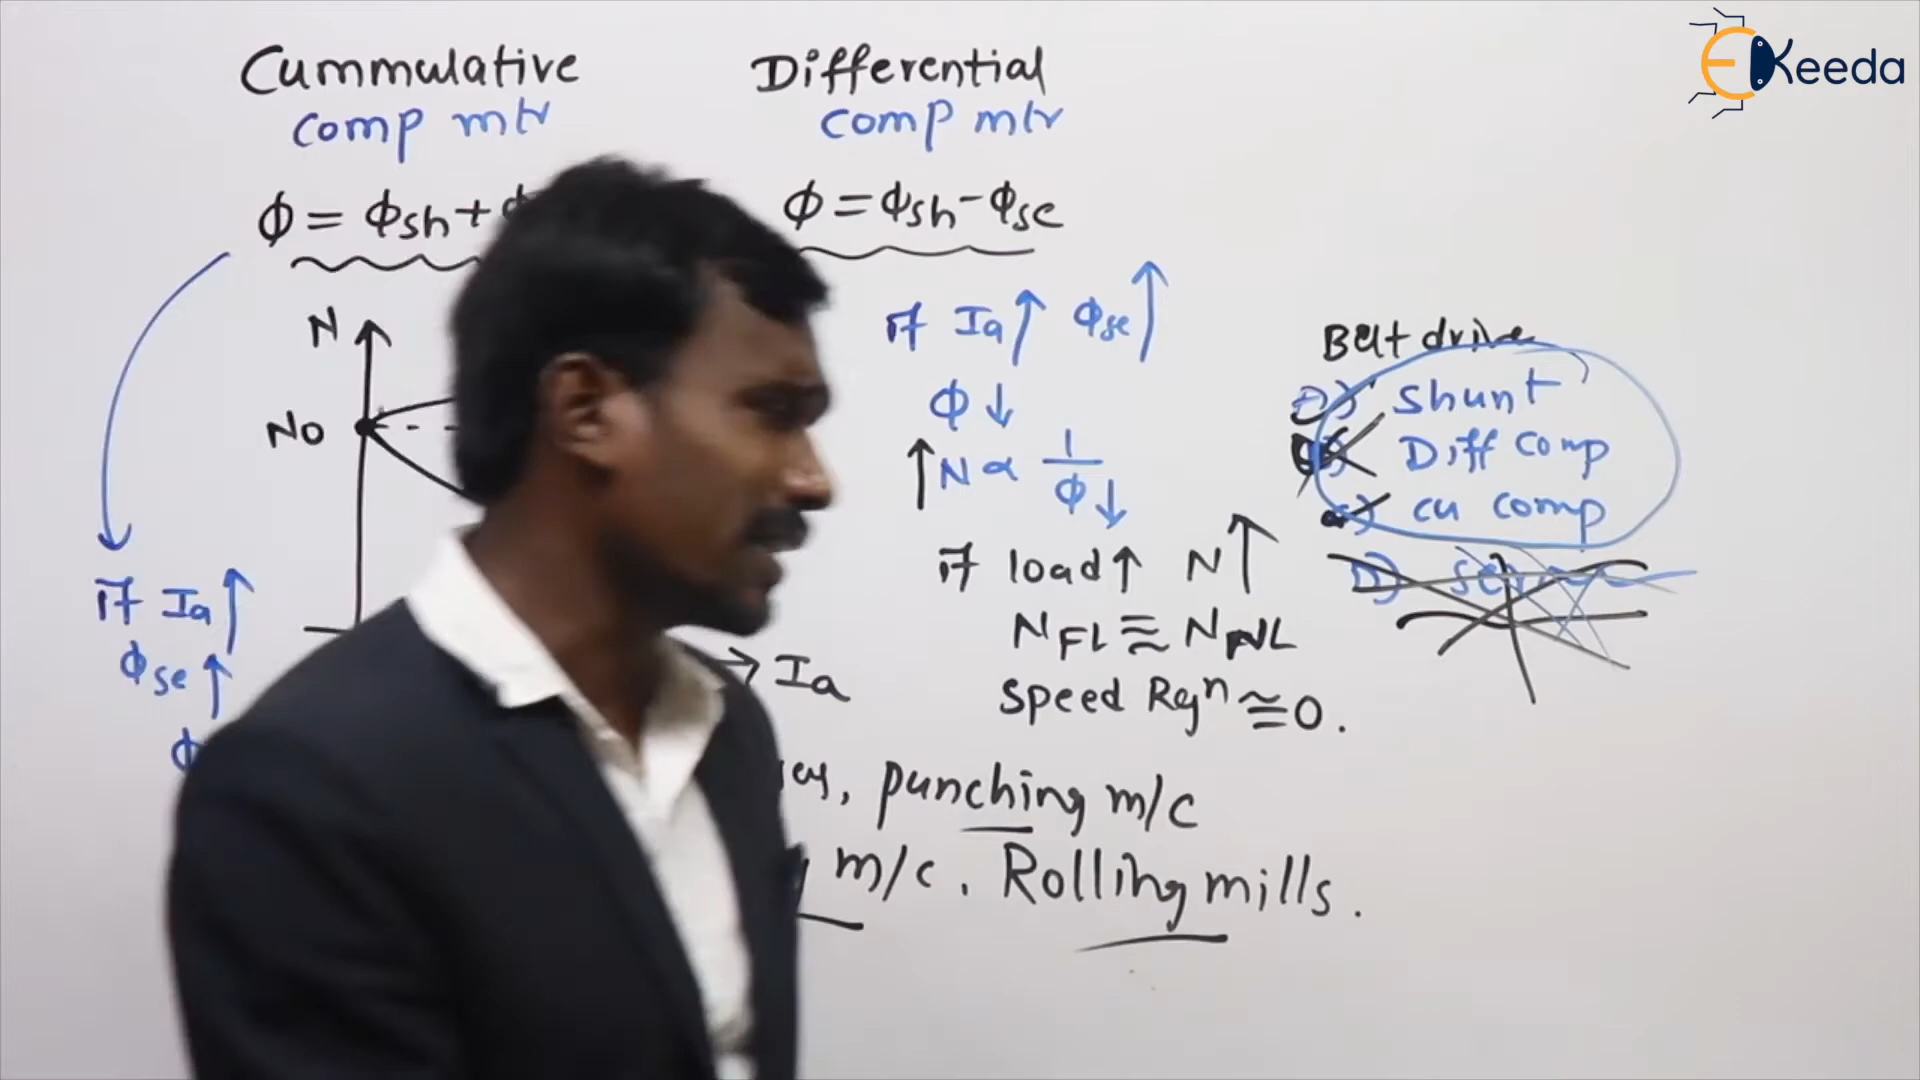 EKeeda
Cummulative
comp mtr
ϕ = ϕsh +
Differential
comp mtr
ϕ = ϕsh - ϕse
N
No
Ia
if Ia ↑
ϕse ↑
ϕ
if Ia ↑ ϕse ↑
ϕ ↓
↑ N ∝ 1/ϕ ↓
if load ↑ N ↑
NFL ≅ NNL
Speed Regn ≅ 0.
punching m/c
m/c. Rolling mills.
Belt drive
A) Shunt
Diff comp
cu comp
D)